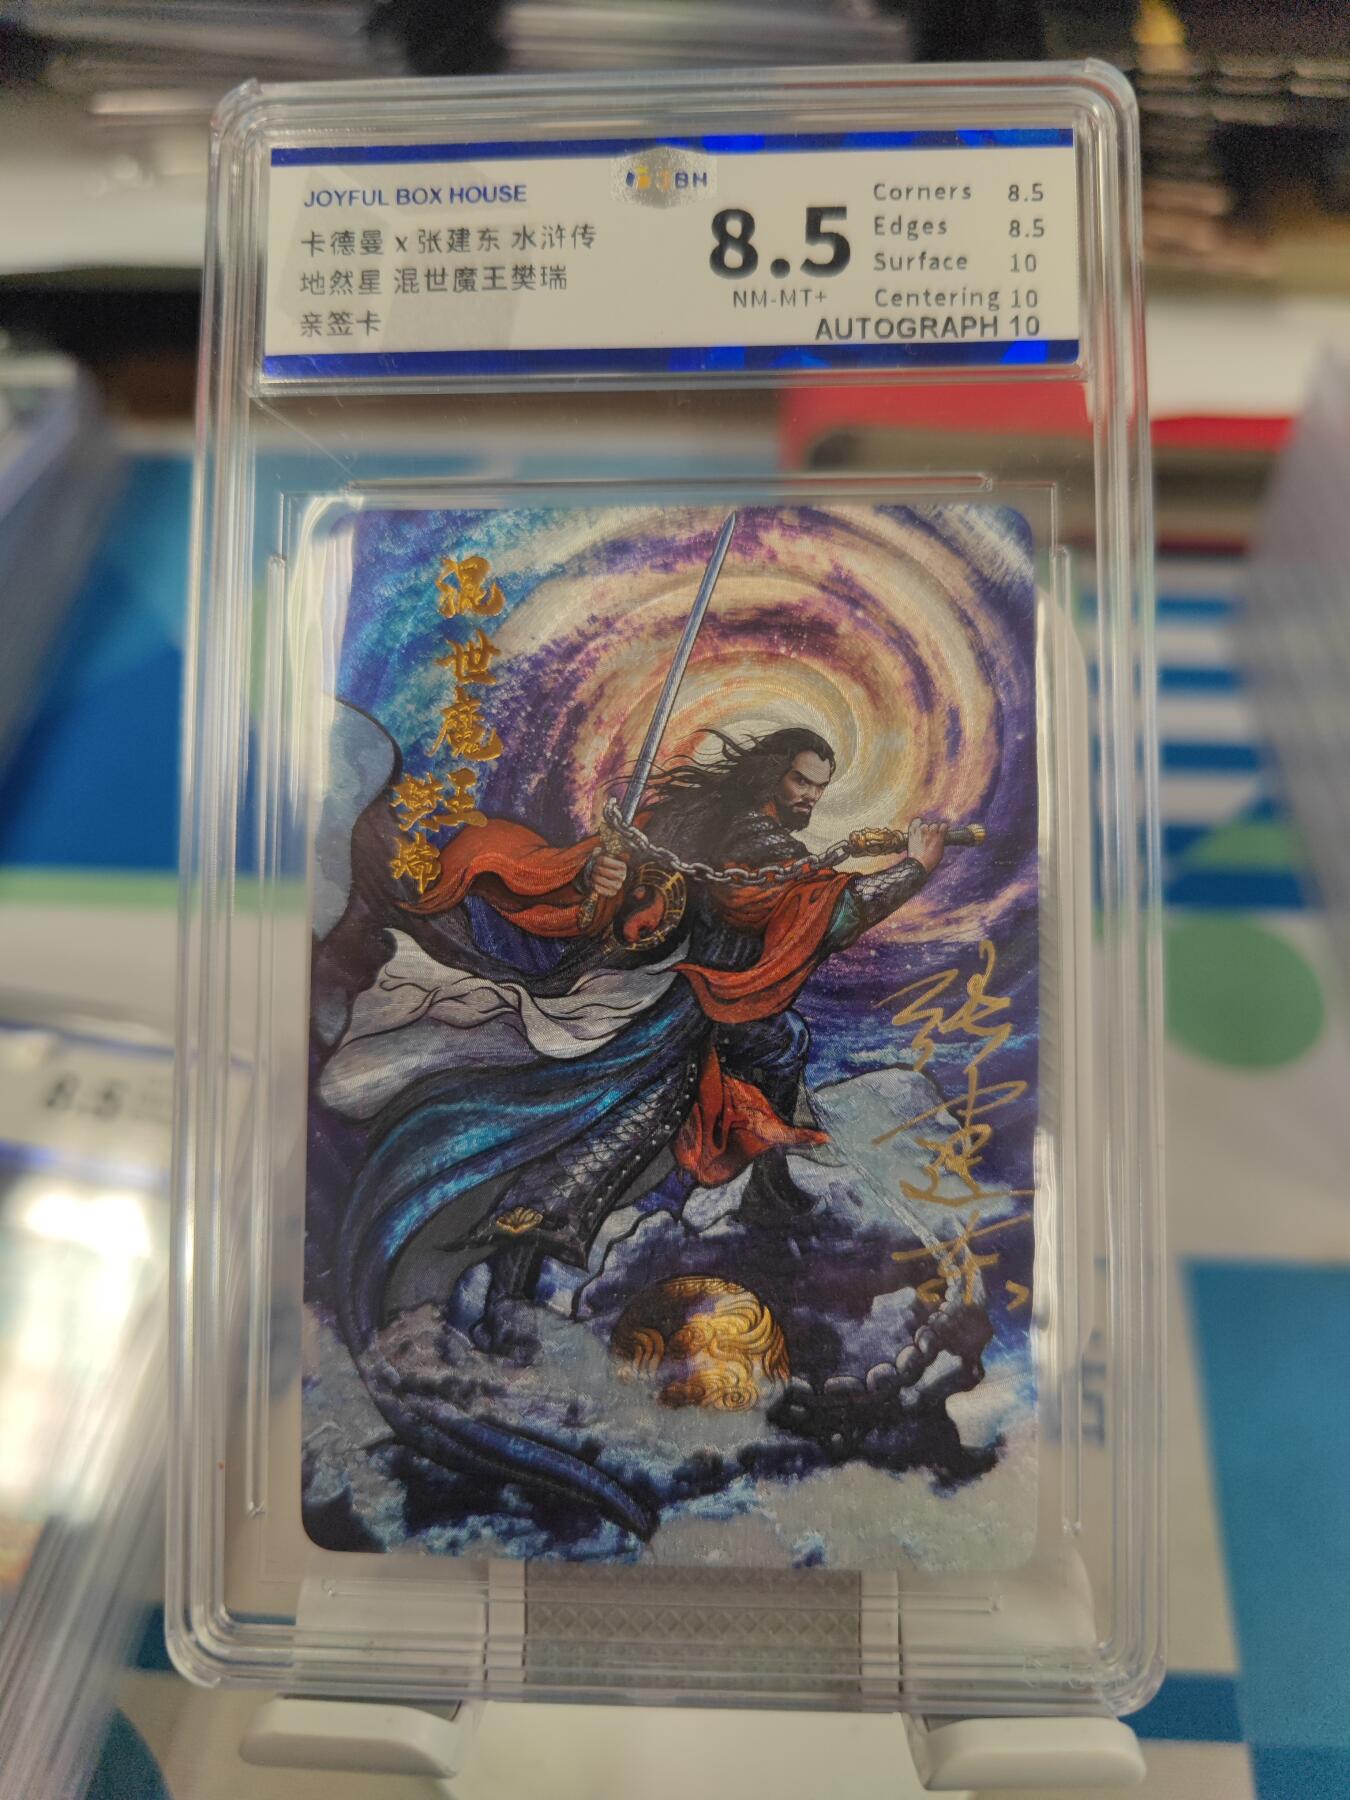 JOYFUL BOX HOUSE
卡德曼 x 张建东 水浒传
地然星 混世魔王樊瑞
亲签卡
JBH
8.5
NM-MT+
Corners 8.5
Edges 8.5
Surface 10
Centering 10
AUTOGRAPH 10
混世魔王
樊瑞
张建东
8.5